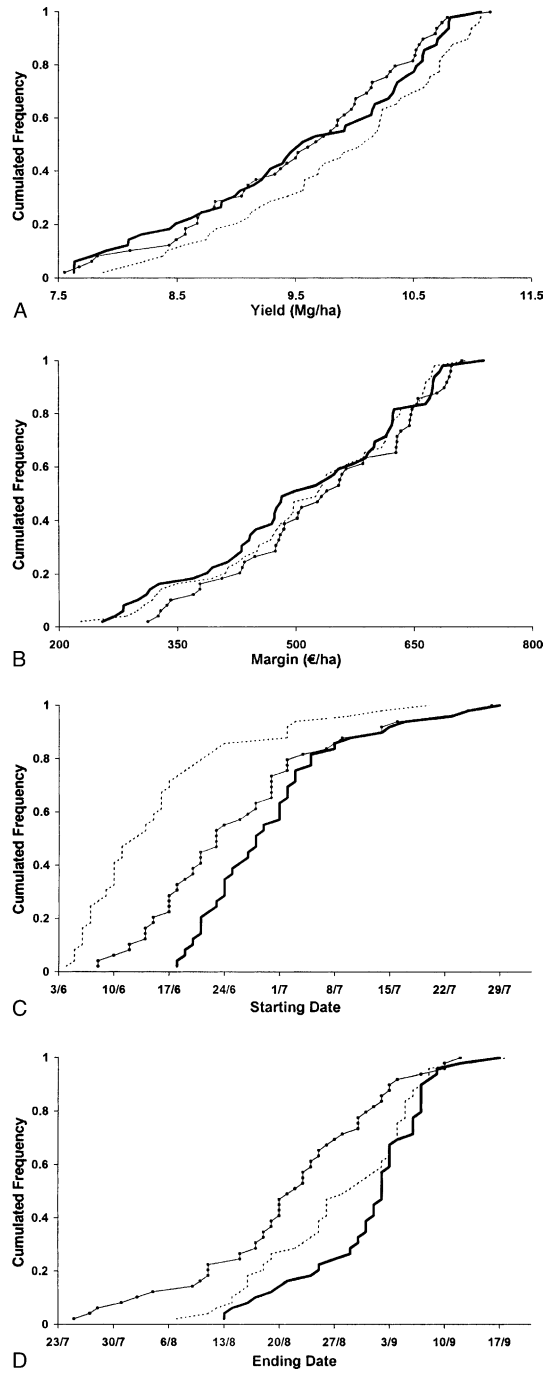 1
0.8
0.6
0.4
0.2
0
Cumulated Frequency
7.5 8.5 9.5 10.5 11.5
Yield (Mg/ha)
A
1
0.8
0.6
0.4
0.2
0
Cumulated Frequency
200 350 500 650 800
Margin (€/ha)
B
1
0.8
0.6
0.4
0.2
0
Cumulated Frequency
3/6 10/6 17/6 24/6 1/7 8/7 15/7 22/7 29/7
Starting Date
C
1
0.8
0.6
0.4
0.2
0
Cumulated Frequency
23/7 30/7 6/8 13/8 20/8 27/8 3/9 10/9 17/9
Ending Date
D